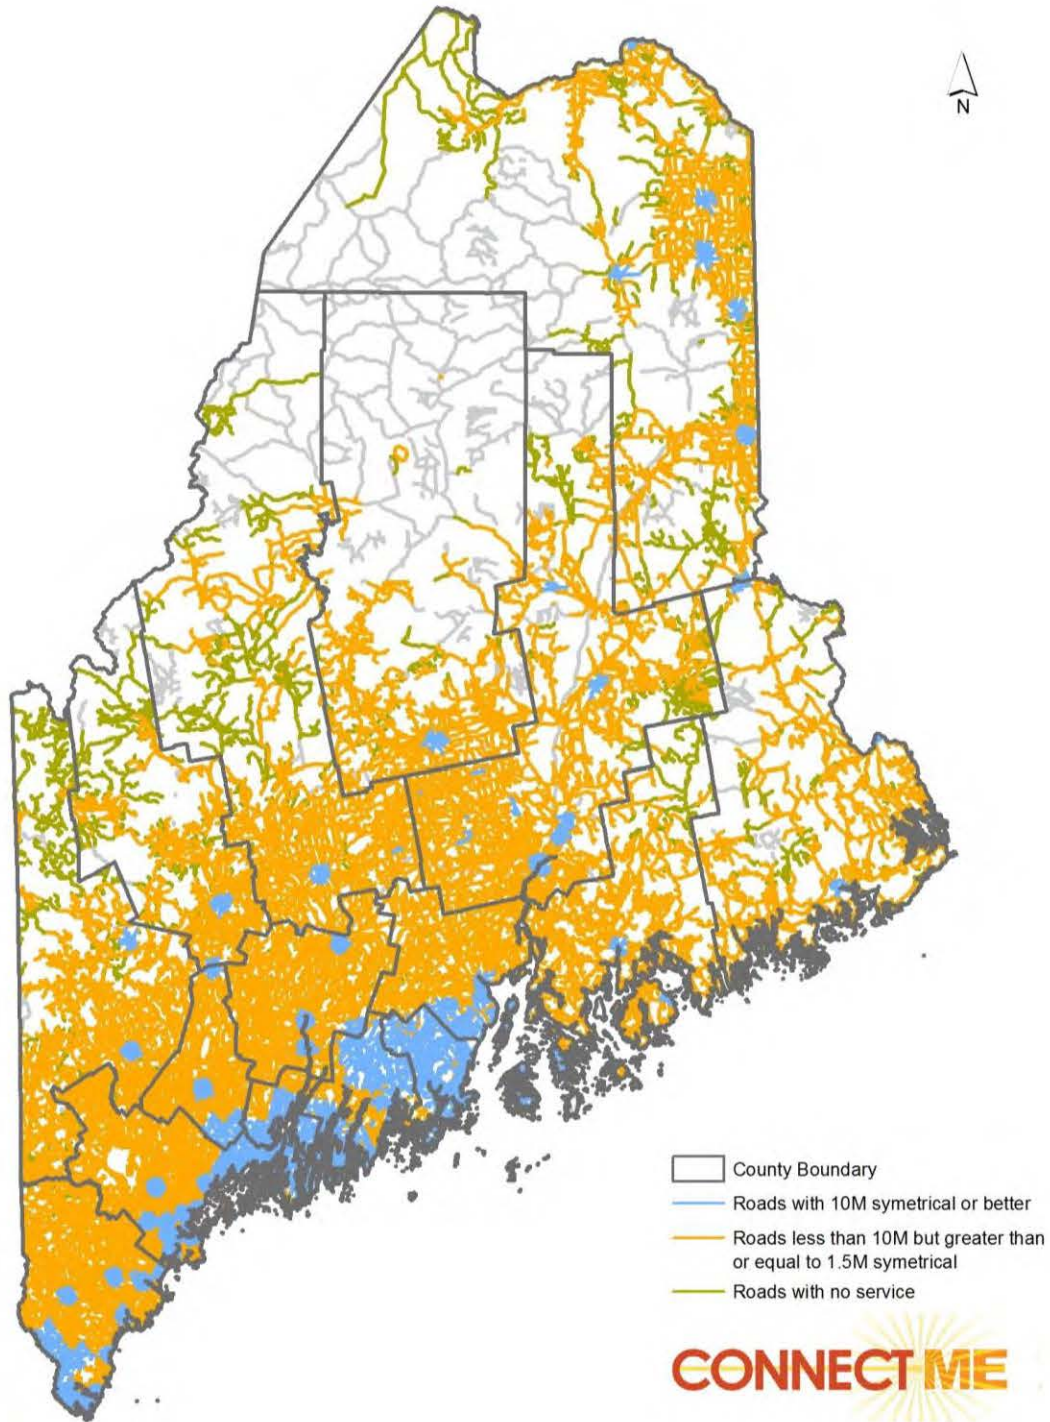 N
County Boundary
Roads with 10M symetrical or better
Roads less than 10M but greater than
or equal to 1.5M symetrical
Roads with no service
CONNECT ME